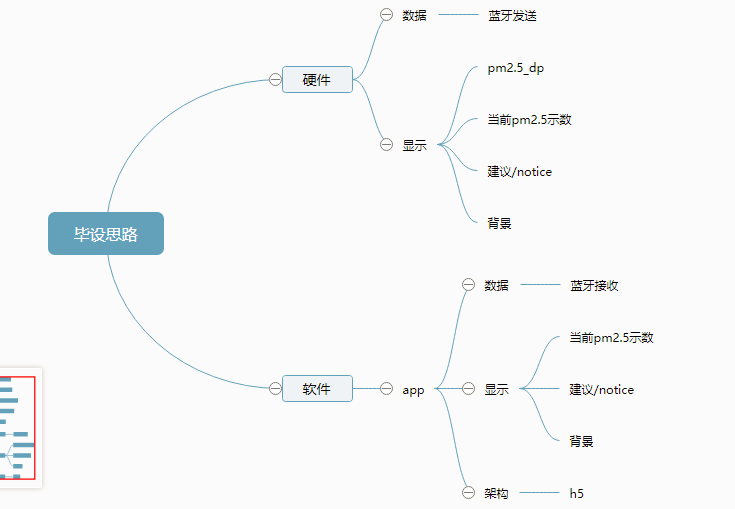 毕设思路
硬件
数据
蓝牙发送
显示
pm2.5_dp
当前pm2.5示数
建议/notice
背景
软件
app
数据
蓝牙接收
显示
当前pm2.5示数
建议/notice
背景
架构
h5